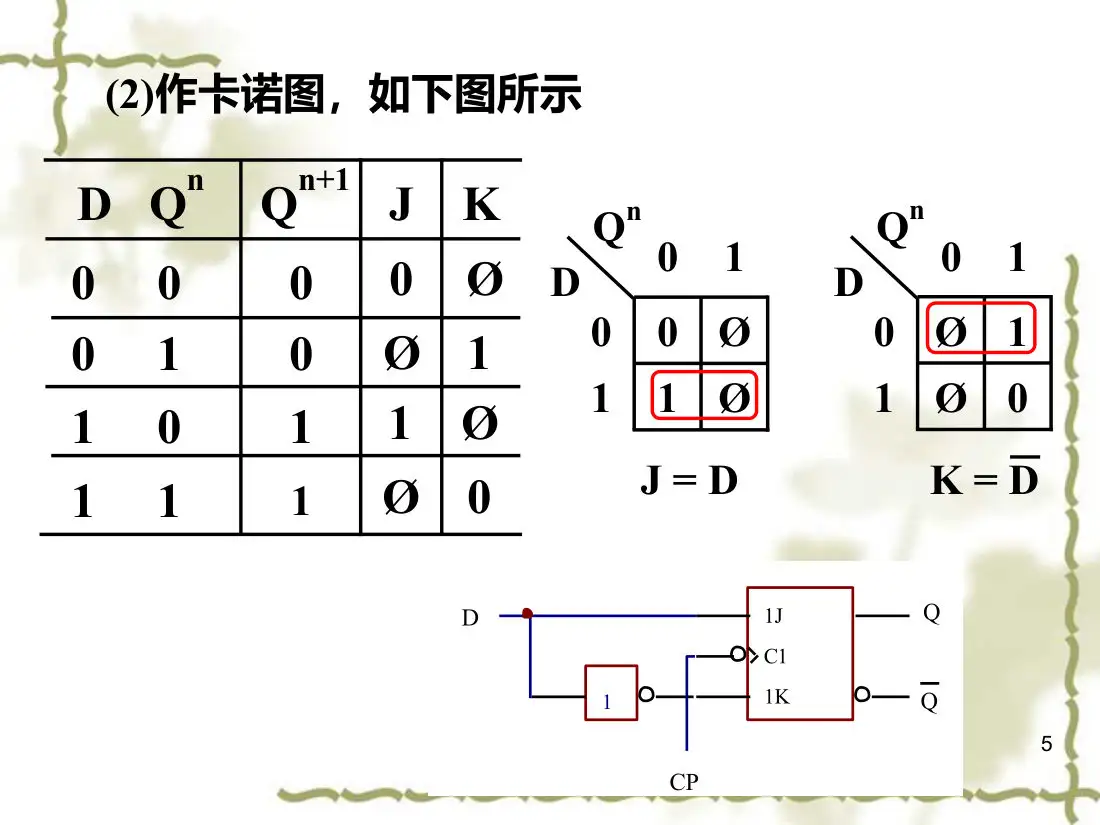 (2)作卡诺图，如下图所示
D Qⁿ Qⁿ⁺¹ J K
0 0 0 0 Ø
0 1 0 Ø 1
1 0 1 1 Ø
1 1 1 Ø 0
Qⁿ
D 0 1
0 0 Ø
1 1 Ø
J = D
Qⁿ
D 0 1
0 Ø 1
1 Ø 0
K = D̅
D 1J Q
C1
1 1K Q̅
CP
5